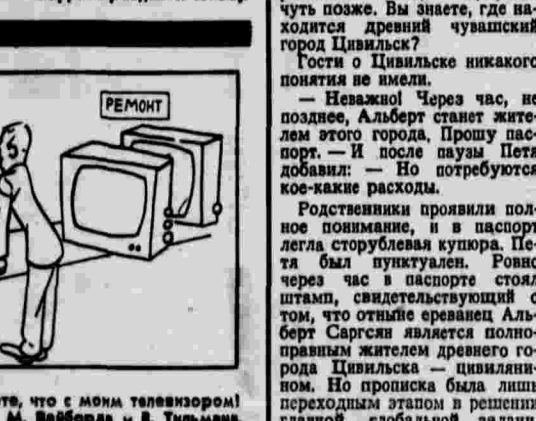 РЕМОНТ
те, что с моим телевизором!
М. Вайборда и В. Тильмана.
чуть позже. Вы знаете, где на-
ходится древний чувашский
город Цивильск?
Гости о Цивильске никакого
понятия не имели.
— Неважно! Через час, не
позднее, Альберт станет жите-
лем этого города. Прошу пас-
порт. — И после паузы Петя
добавил: — Но потребуются
кое-какие расходы.
Родственники проявили пол-
ное понимание, и в паспорт
легла сторублевая купюра. Пе-
тя был пунктуален. Ровно
через час в паспорте стоял
штамп, свидетельствующий о
том, что отныне ереванец Аль-
берт Саргсян является полно-
правным жителем древнего го-
рода Цивильска — цивиляни-
ном. Но прописка была лишь
переходным этапом в решении
главной, глобальной задачи